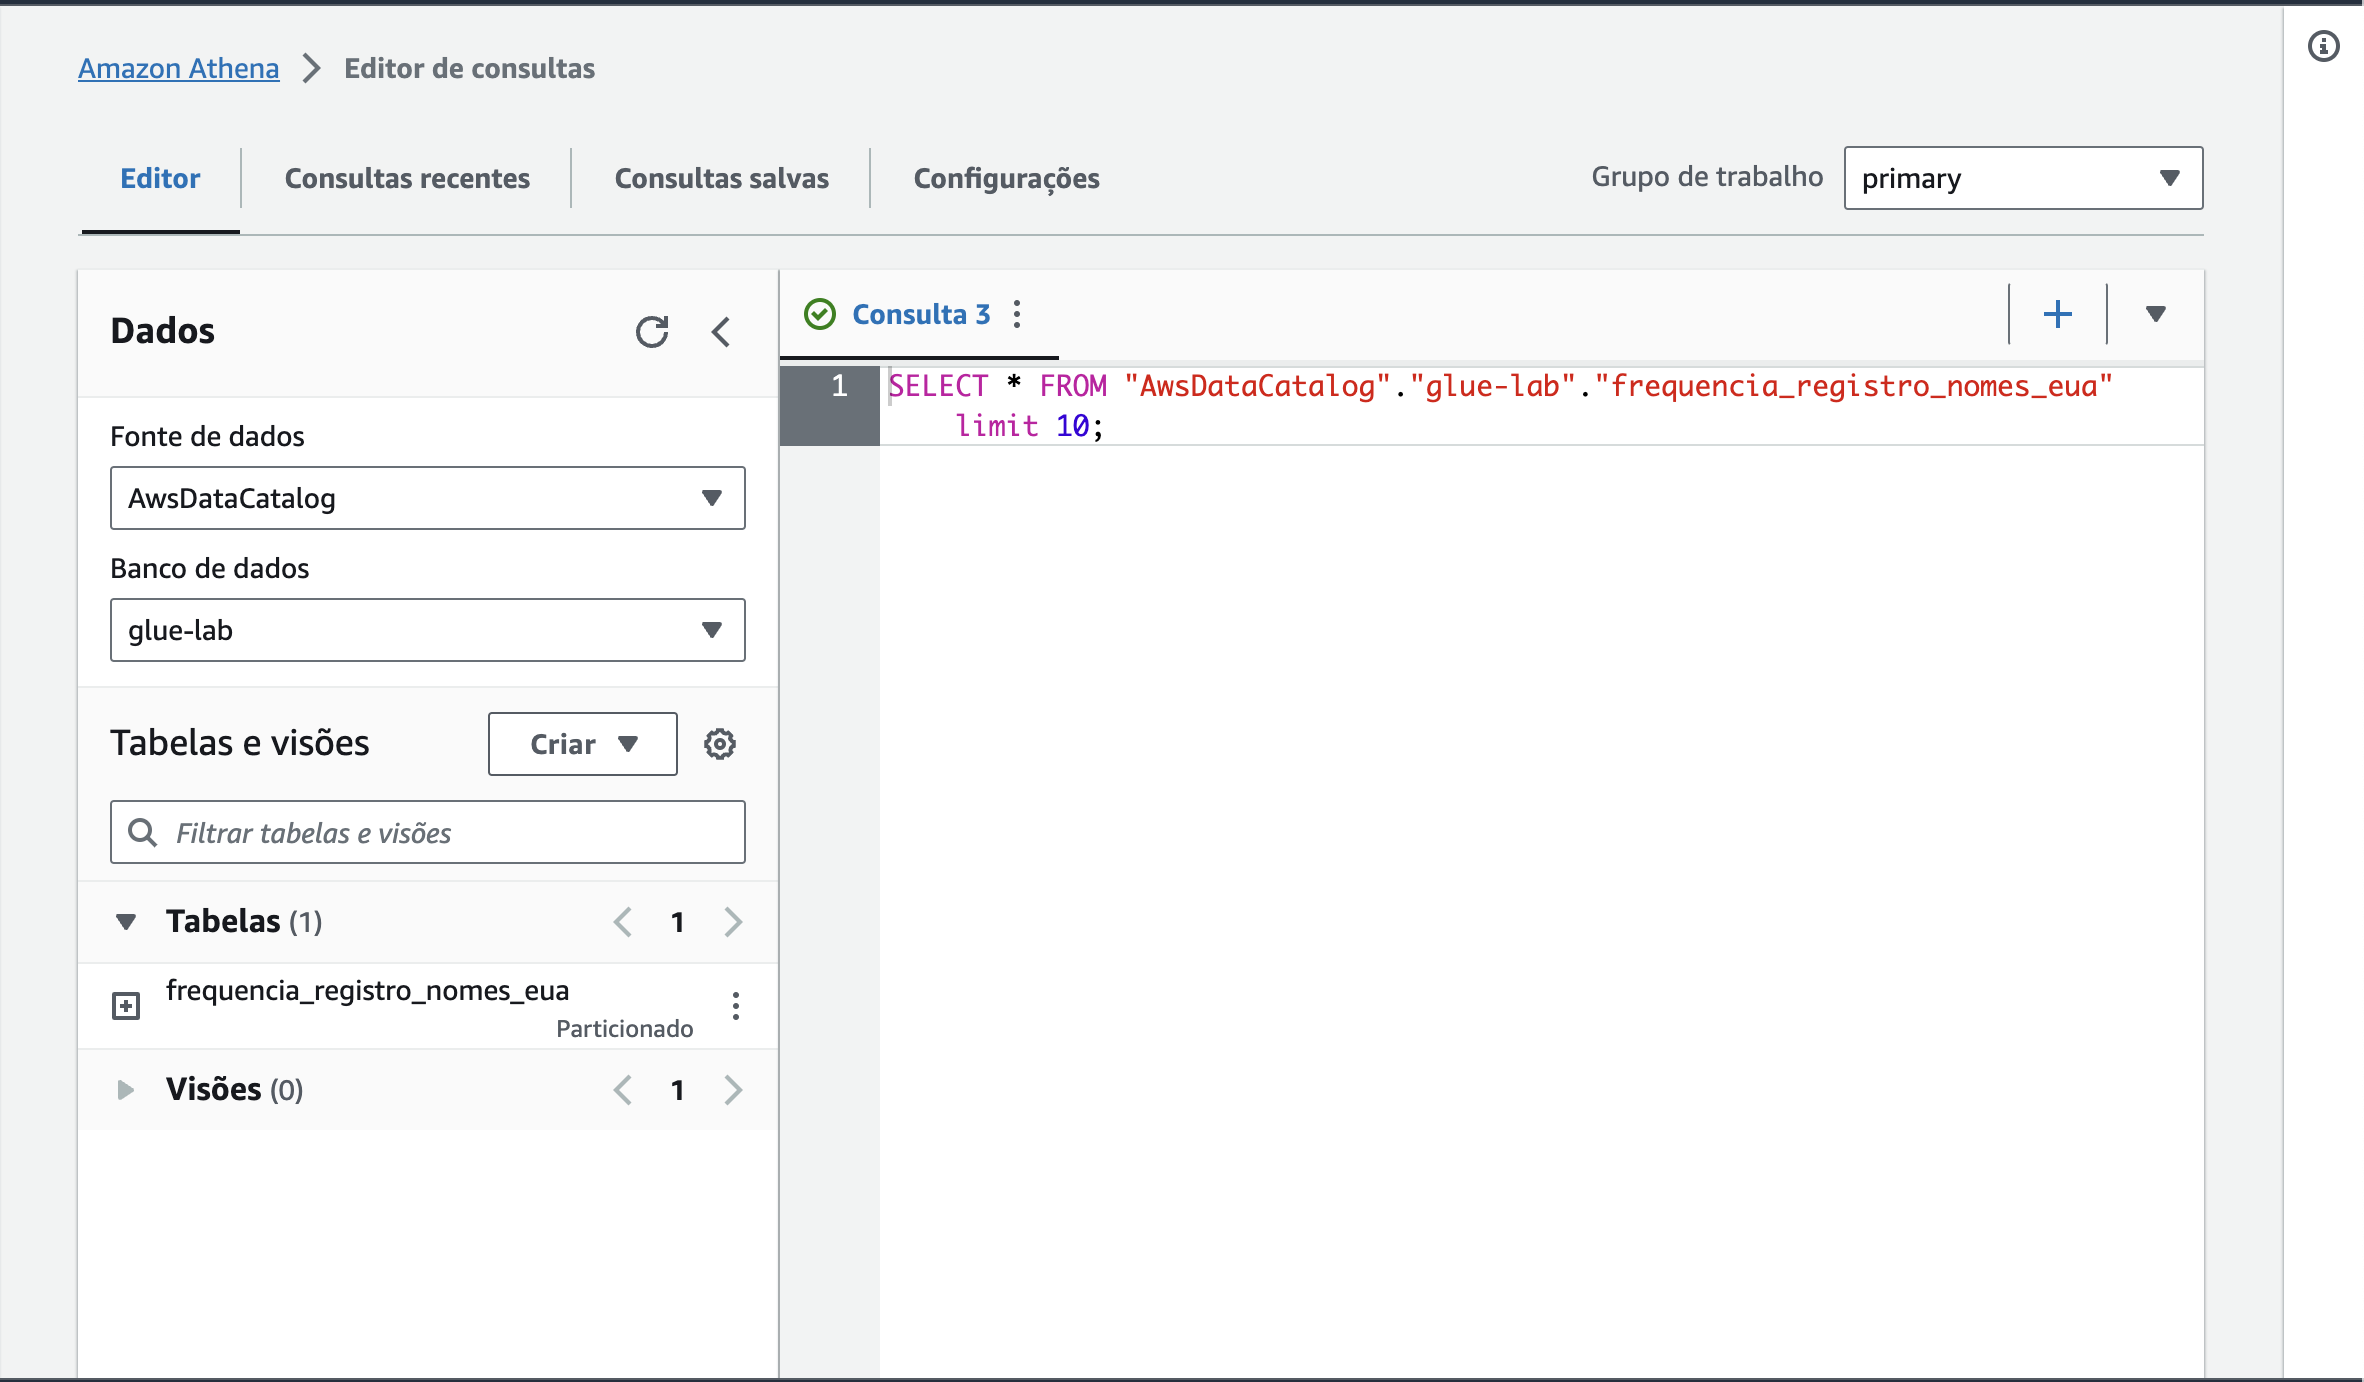 Amazon Athena > Editor de consultas
Editor
Consultas recentes
Consultas salvas
Configurações
Grupo de trabalho
primary
Dados
Fonte de dados
AwsDataCatalog
Banco de dados
glue-lab
Tabelas e visões
Criar
Filtrar tabelas e visões
Tabelas (1)
1
frequencia_registro_nomes_eua
Particionado
Visões (0)
1
Consulta 3
1
SELECT * FROM "AwsDataCatalog"."glue-lab"."frequencia_registro_nomes_eua"
limit 10;